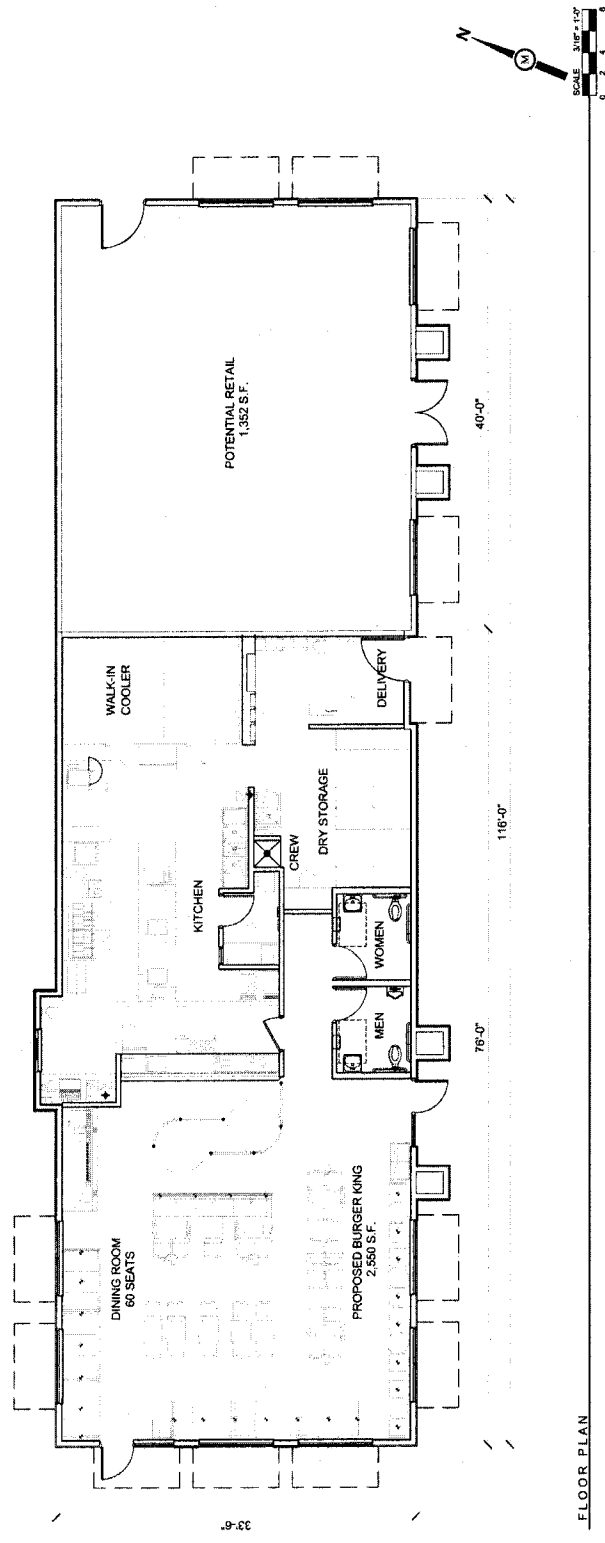 POTENTIAL RETAIL
1,352 S.F.
WALK-IN
COOLER
DELIVERY
DRY STORAGE
CREW
KITCHEN
WOMEN
MEN
DINING ROOM
60 SEATS
PROPOSED BURGER KING
2,550 S.F.
40'-0"
116'-0"
76'-0"
33'-6"
FLOOR PLAN
N
M
SCALE 3/16" = 1'-0"
0 2 4 8